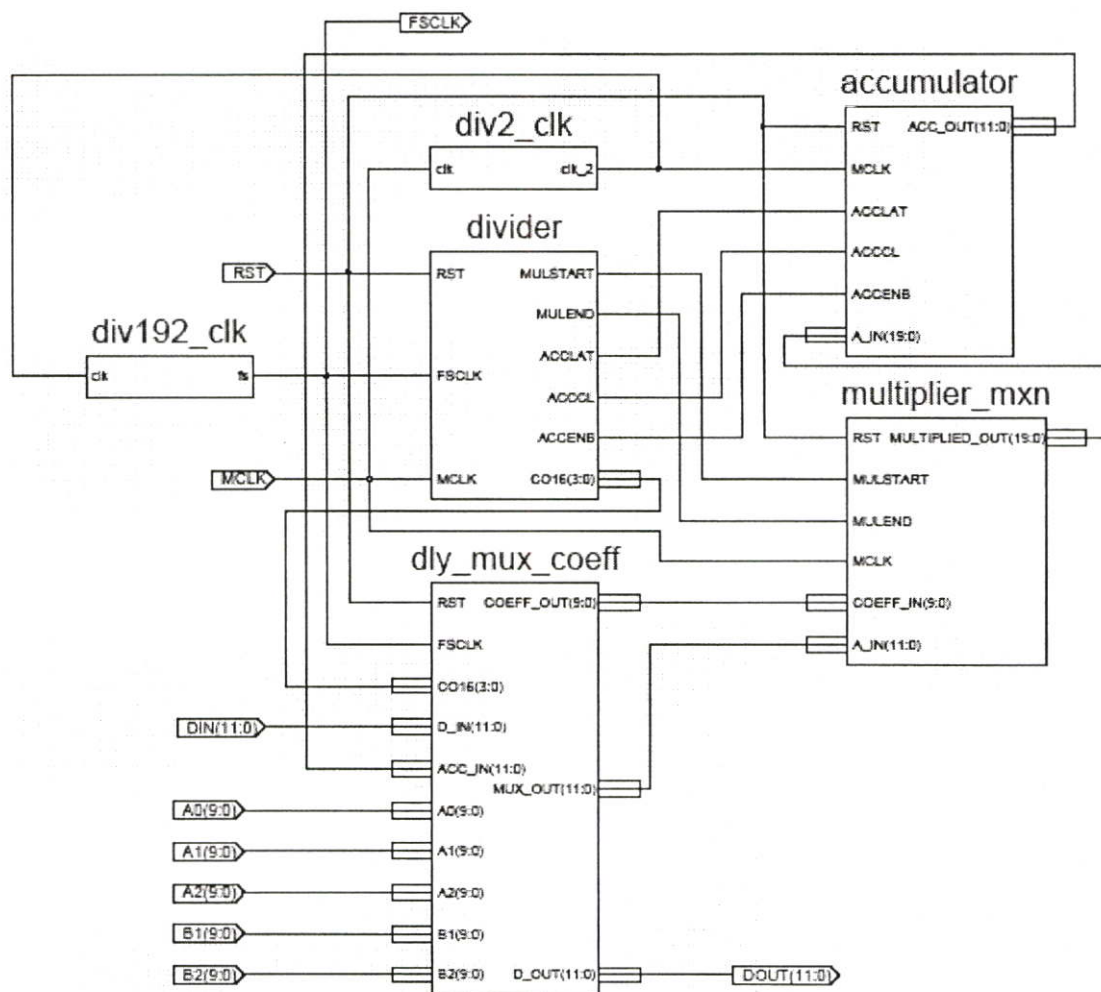 FSCLK
accumulator
RST ACC_OUT(11:0)
div2_clk
clk clk_2
MCLK
ACCLAT
divider
ACCCL
RST
RST MULSTART
ACCENB
MULEND
A_IN(19:0)
div192_clk
ACCLAT
clk fs
FSCLK
multiplier_mxn
ACCCL
ACCENB
RST MULTIPLIED_OUT(19:0)
MCLK
MCLK CO16(3:0)
MULSTART
MULEND
dly_mux_coeff
MCLK
RST COEFF_OUT(9:0)
COEFF_IN(9:0)
FSCLK
A_IN(11:0)
CO16(3:0)
DIN(11:0)
D_IN(11:0)
ACC_IN(11:0)
MUX_OUT(11:0)
A0(9:0)
A0(9:0)
A1(9:0)
A1(9:0)
A2(9:0)
A2(9:0)
B1(9:0)
B1(9:0)
B2(9:0)
B2(9:0) D_OUT(11:0)
DOUT(11:0)